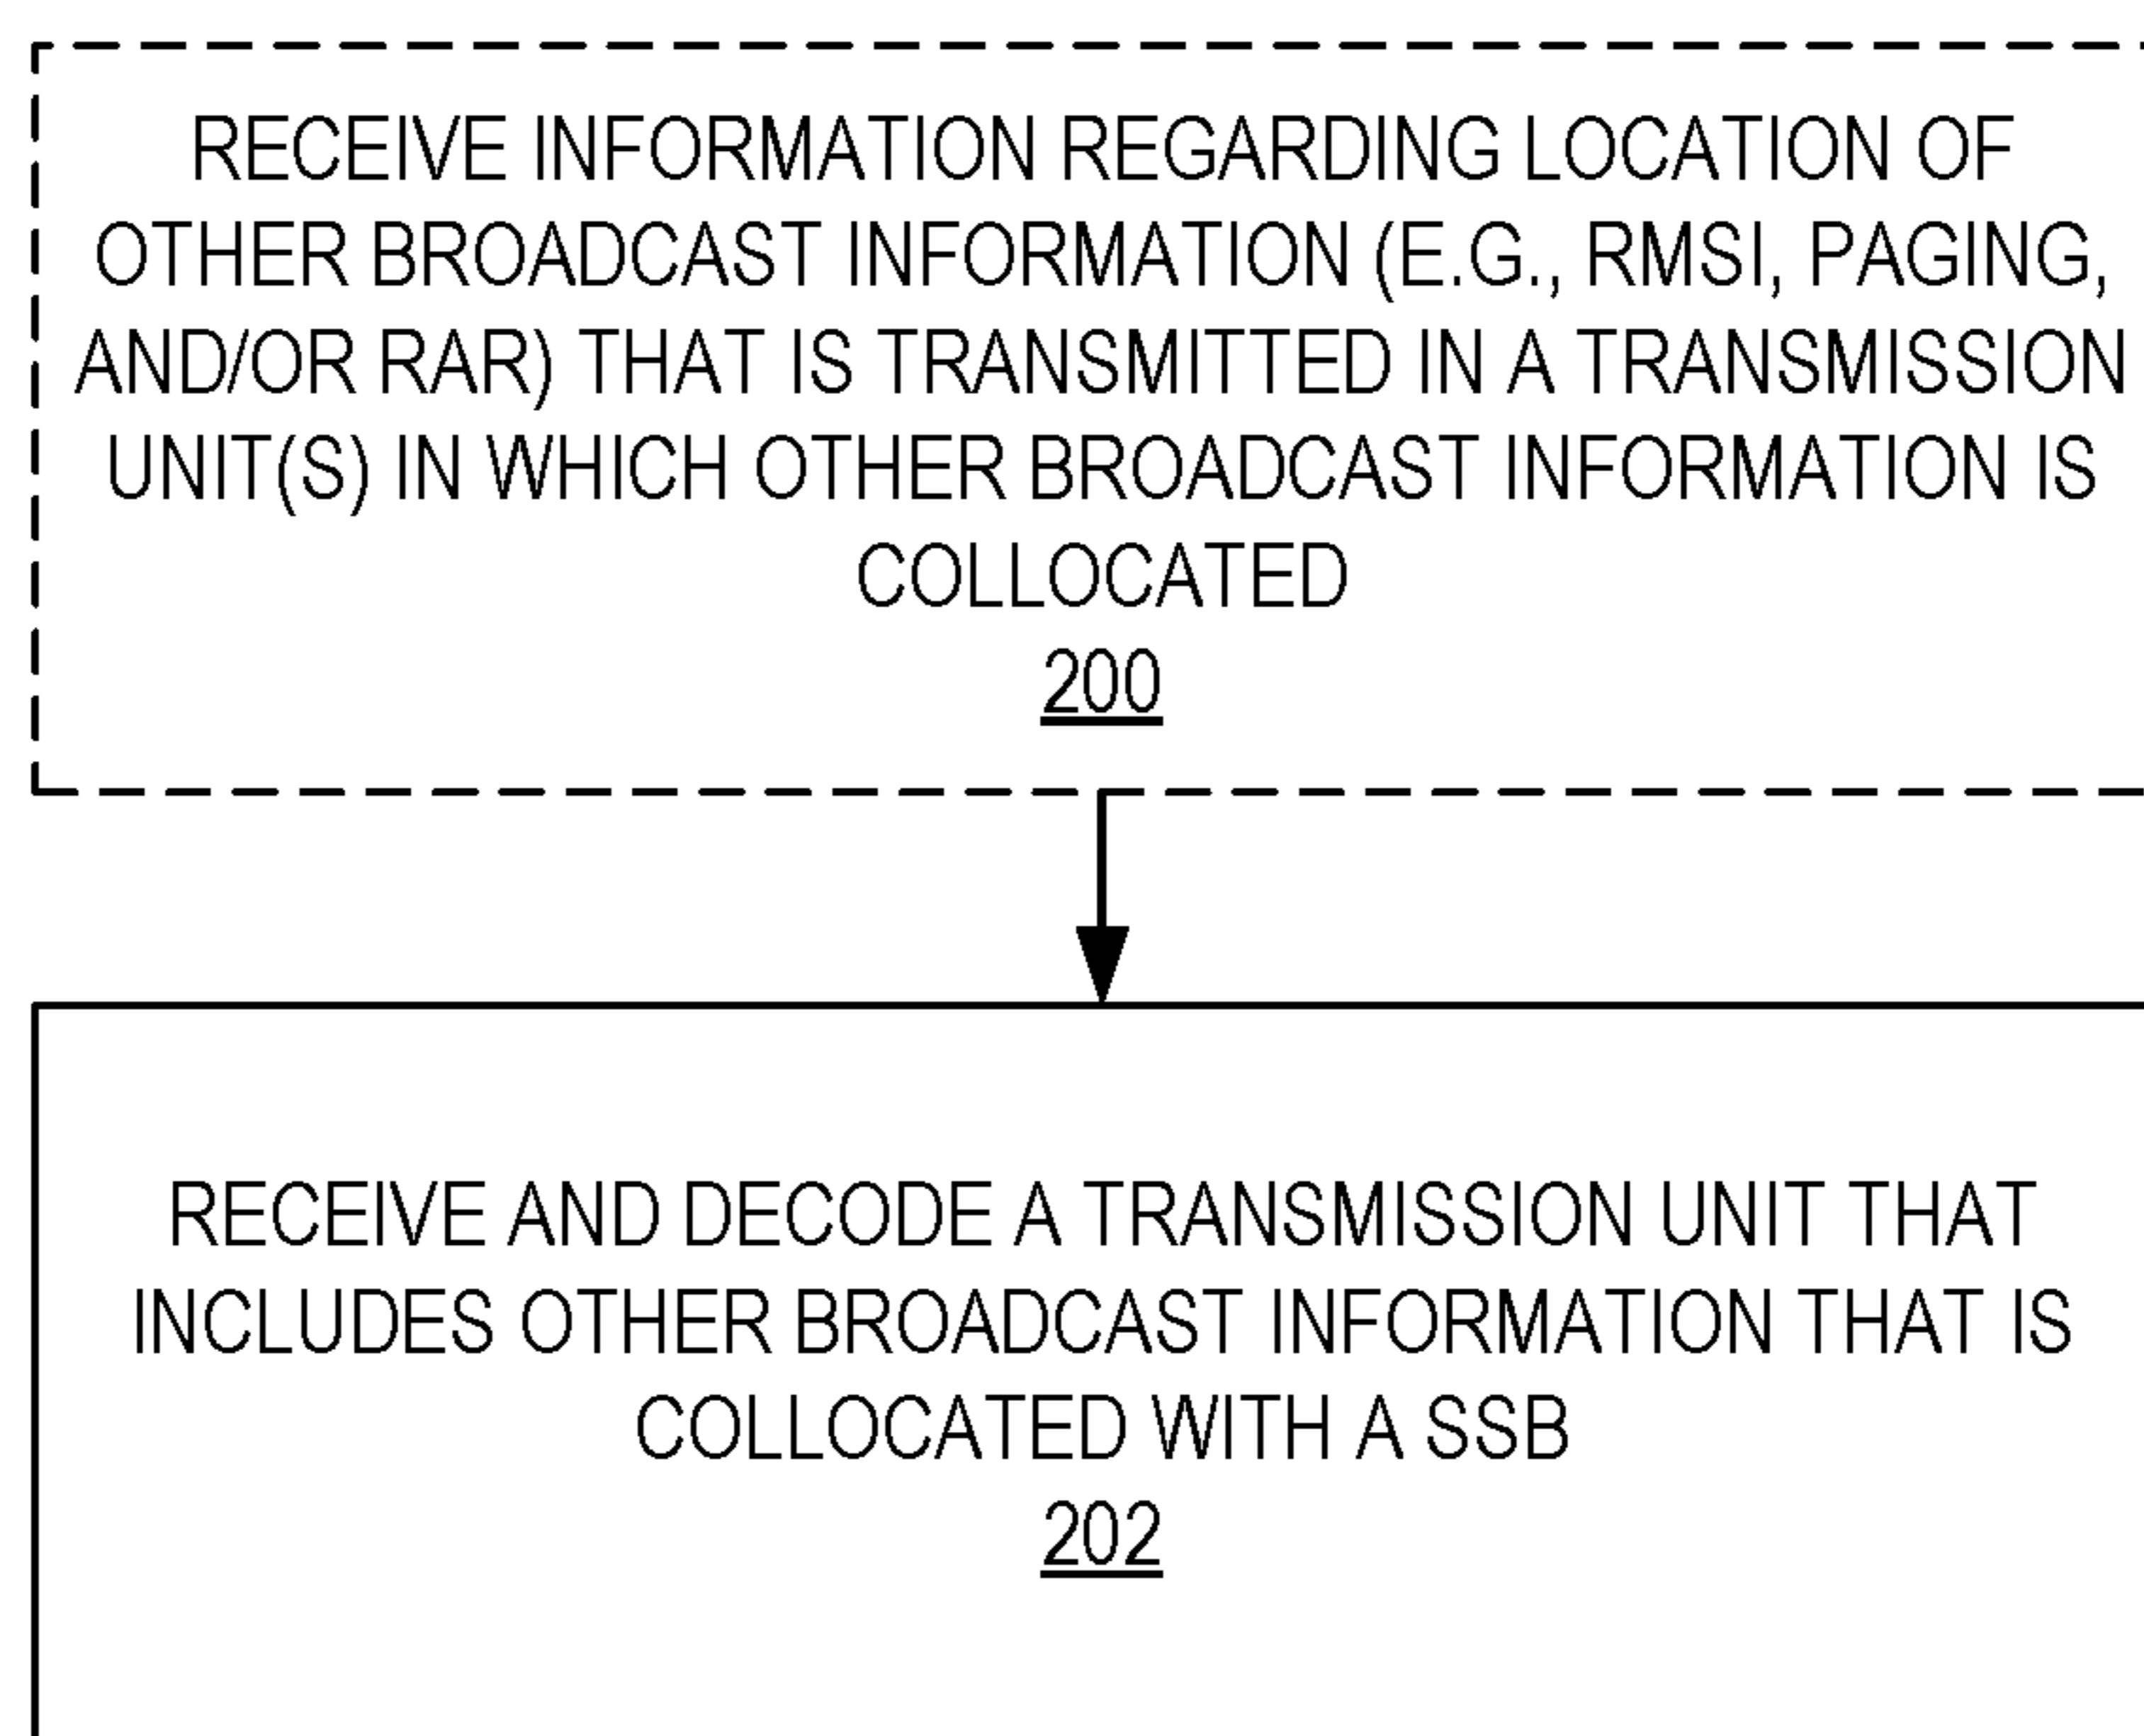 RECEIVE INFORMATION REGARDING LOCATION OF
OTHER BROADCAST INFORMATION (E.G., RMSI, PAGING,
AND/OR RAR) THAT IS TRANSMITTED IN A TRANSMISSION
UNIT(S) IN WHICH OTHER BROADCAST INFORMATION IS
COLLOCATED
200
RECEIVE AND DECODE A TRANSMISSION UNIT THAT
INCLUDES OTHER BROADCAST INFORMATION THAT IS
COLLOCATED WITH A SSB
202